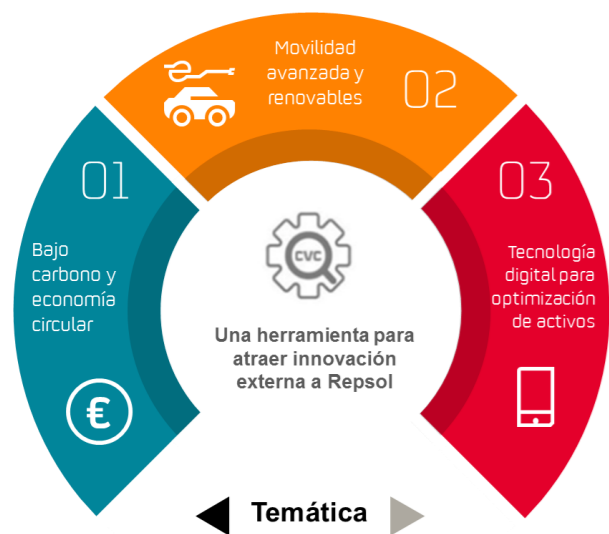 Movilidad
avanzada y
renovables
02
01
Bajo
carbono y
economía
circular
€
03
Tecnología
digital para
optimización
de activos
CVC
Una herramienta para
atraer innovación
externa a Repsol
Temática